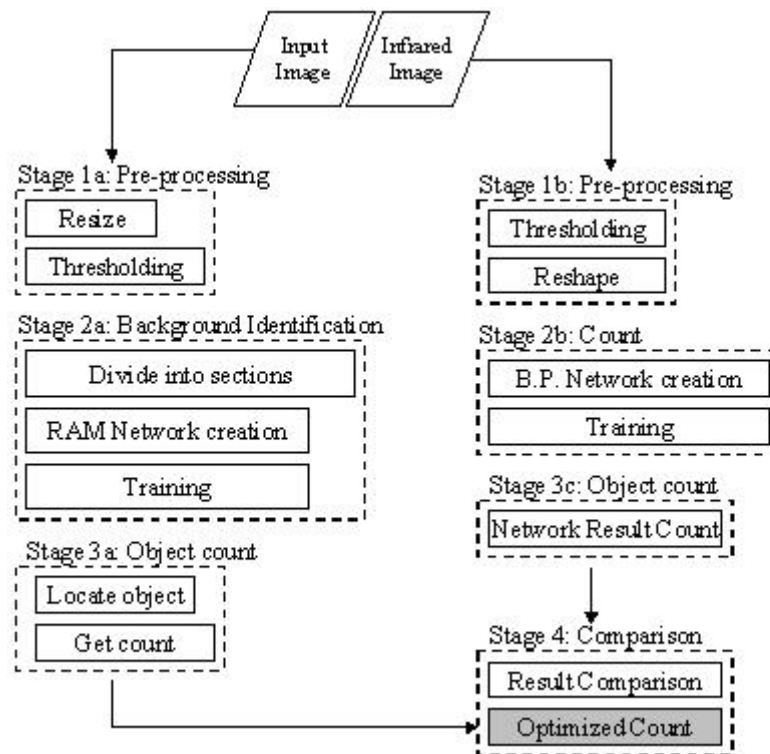 Input
Image
Infrared
Image
Stage 1a: Pre-processing
Resize
Thresholding
Stage 2a: Background Identification
Divide into sections
RAM Network creation
Training
Stage 3a: Object count
Locate object
Get count
Stage 1b: Pre-processing
Thresholding
Reshape
Stage 2b: Count
B.P. Network creation
Training
Stage 3c: Object count
Network Result Count
Stage 4: Comparison
Result Comparison
Optimized Count